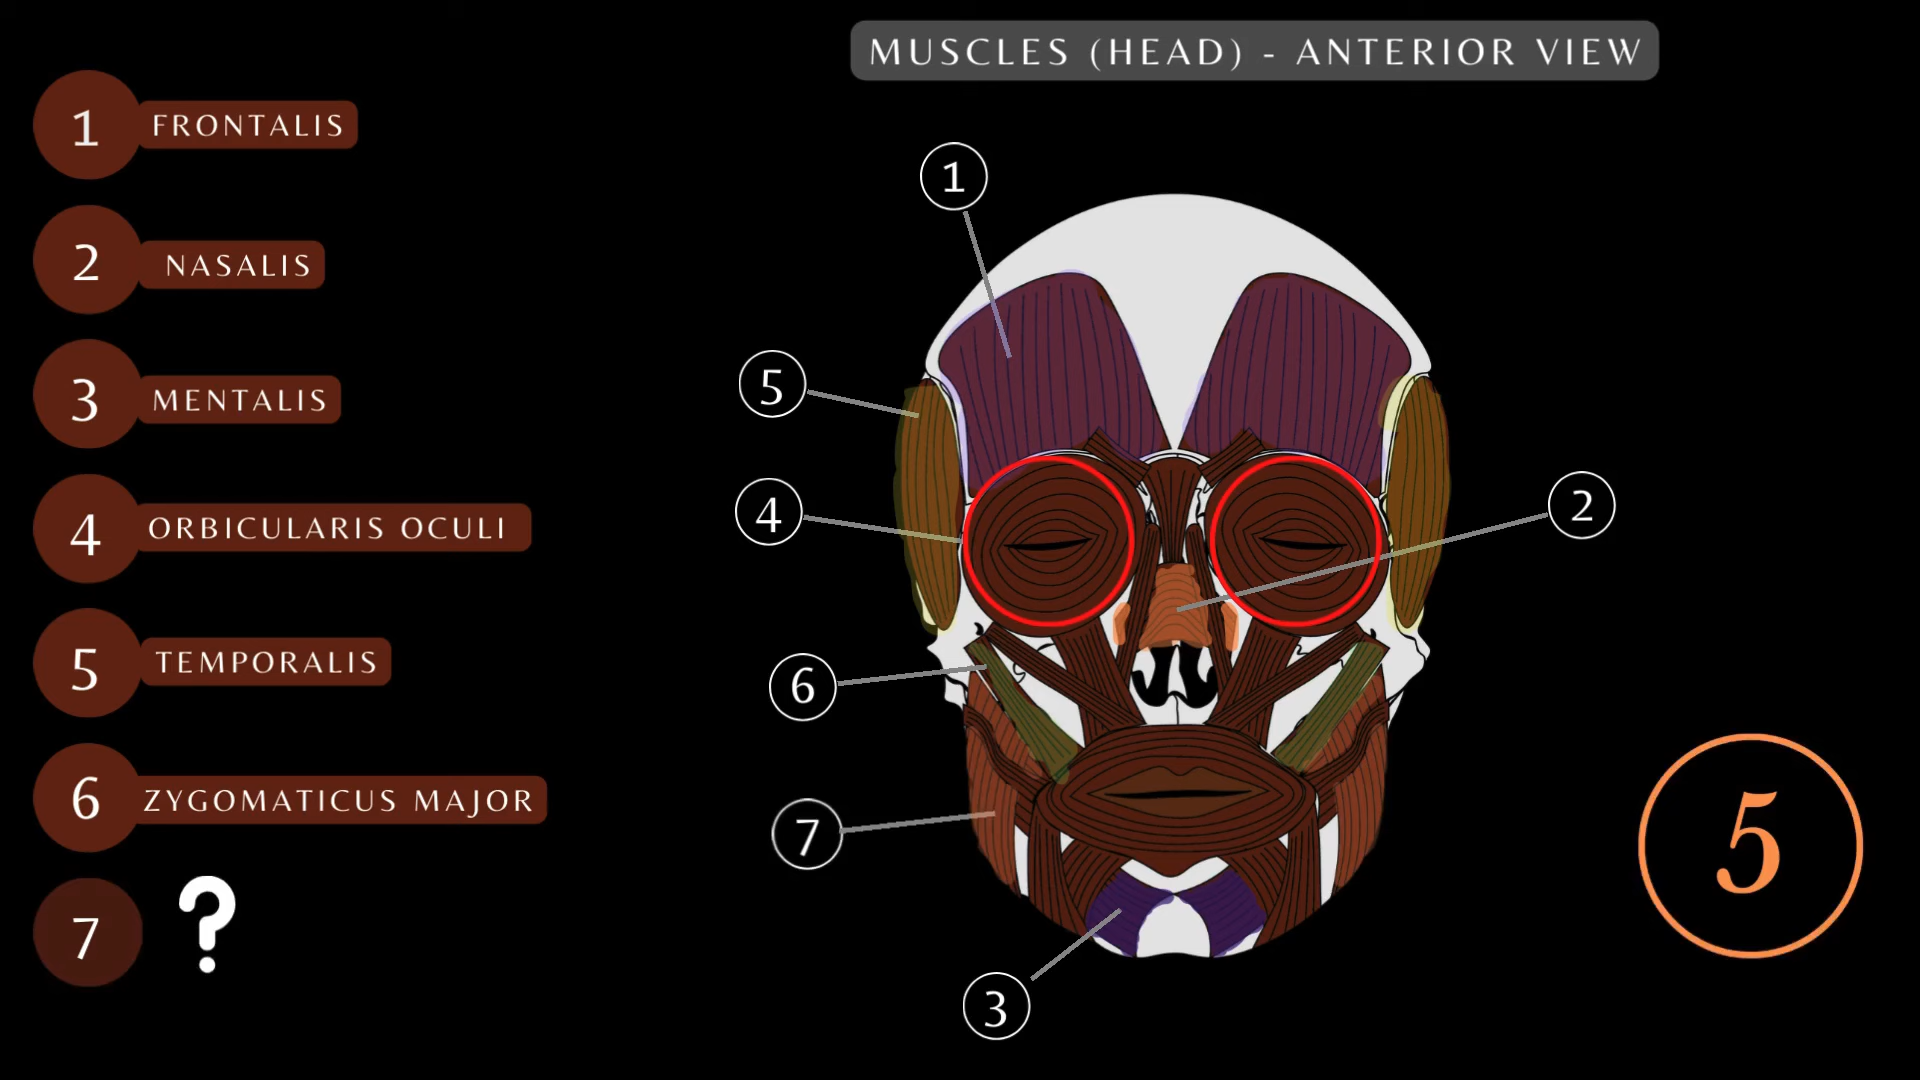 MUSCLES (HEAD) - ANTERIOR VIEW
1 FRONTALIS
2 NASALIS
3 MENTALIS
4 ORBICULARIS OCULI
5 TEMPORALIS
6 ZYGOMATICUS MAJOR
7 ?
1
5
4
2
6
7
3
5